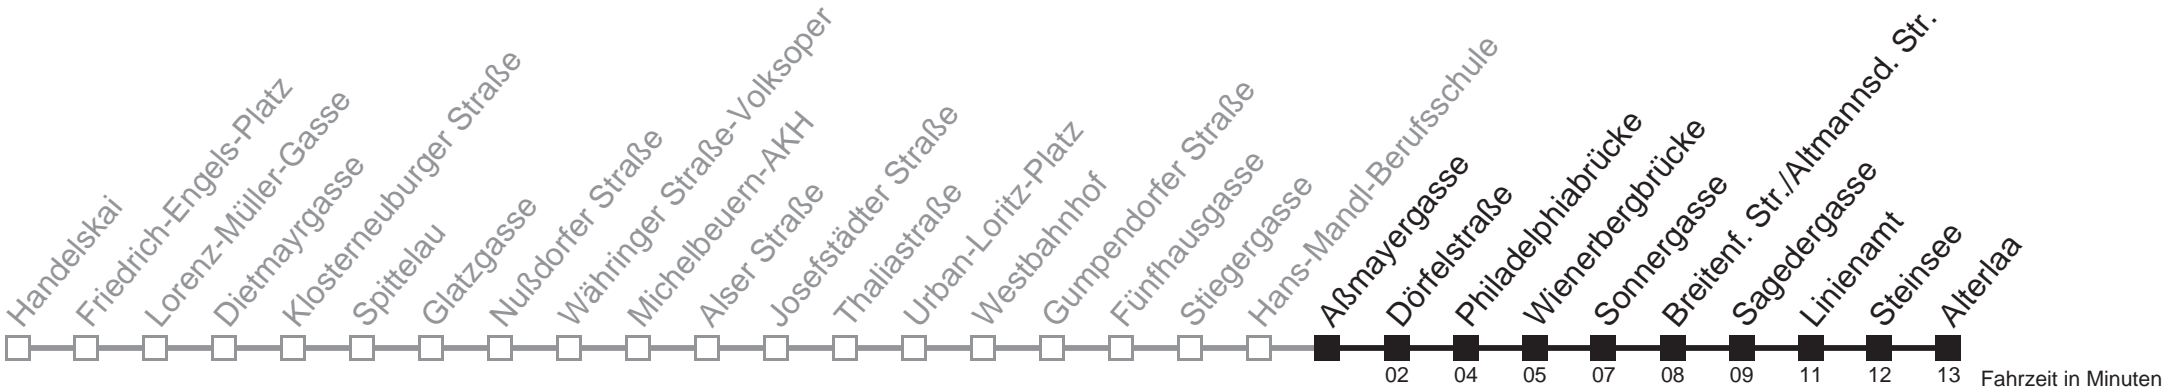 Handelskai
Friedrich-Engels-Platz
Lorenz-Müller-Gasse
Dietmayrgasse
Klosterneuburger Straße
Spittelau
Glatzgasse
Nußdorfer Straße
Währinger Straße-Volksoper
Michelbeuern-AKH
Alser Straße
Josefstädter Straße
Thaliastraße
Urban-Loritz-Platz
Westbahnhof
Gumpendorfer Straße
Fünfhausgasse
Stiegergasse
Hans-Mandl-Berufsschule
Aßmayergasse
Dörfelstraße
Philadelphiabrücke
Wienerbergbrücke
Sonnergasse
Breitenf. Str./Altmannsd. Str.
Sagedergasse
Linienamt
Steinsee
Alterlaa
02 04 05 07 08 09 11 12 13 Fahrzeit in Minuten